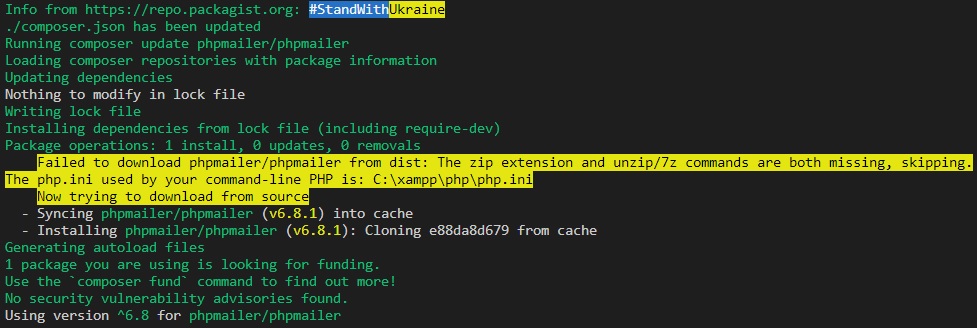 Info from https://repo.packagist.org: #StandWithUkraine
./composer.json has been updated
Running composer update phpmailer/phpmailer
Loading composer repositories with package information
Updating dependencies
Nothing to modify in lock file
Writing lock file
Installing dependencies from lock file (including require-dev)
Package operations: 1 install, 0 updates, 0 removals
    Failed to download phpmailer/phpmailer from dist: The zip extension and unzip/7z commands are both missing, skipping.
The php.ini used by your command-line PHP is: C:\xampp\php\php.ini
    Now trying to download from source
  - Syncing phpmailer/phpmailer (v6.8.1) into cache
  - Installing phpmailer/phpmailer (v6.8.1): Cloning e88da8d679 from cache
Generating autoload files
1 package you are using is looking for funding.
Use the `composer fund` command to find out more!
No security vulnerability advisories found.
Using version ^6.8 for phpmailer/phpmailer